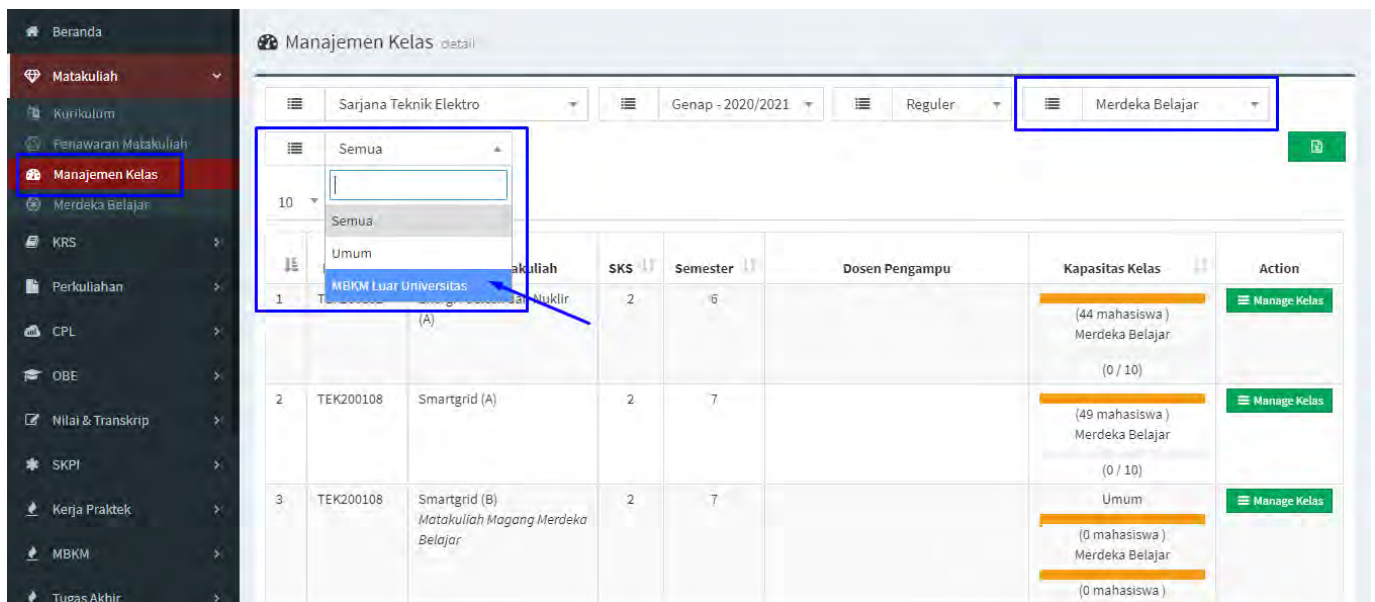 Beranda
Matakuliah
Kurikulum
Penawaran Matakuliah
Manajemen Kelas
Merdeka Belajar
KRS
Perkuliahan
CPL
OBE
Nilai & Transkrip
SKPI
Kerja Praktek
MBKM
Tugas Akhir
Manajemen Kelas detail
Sarjana Teknik Elektro
Genap - 2020/2021
Reguler
Merdeka Belajar
Semua
10
Semua
Umum
MBKM Luar Universitas
akuliah SKS Semester Dosen Pengampu Kapasitas Kelas Action
1 dan Nuklir 2 6 Manage Kelas
(A) (44 mahasiswa )
Merdeka Belajar
(0 / 10)
2 TEK200108 Smartgrid (A) 2 7 Manage Kelas
(49 mahasiswa )
Merdeka Belajar
(0 / 10)
3 TEK200108 Smartgrid (B) 2 7 Umum Manage Kelas
Matakuliah Magang Merdeka
Belajar
(0 mahasiswa )
Merdeka Belajar
(0 mahasiswa )